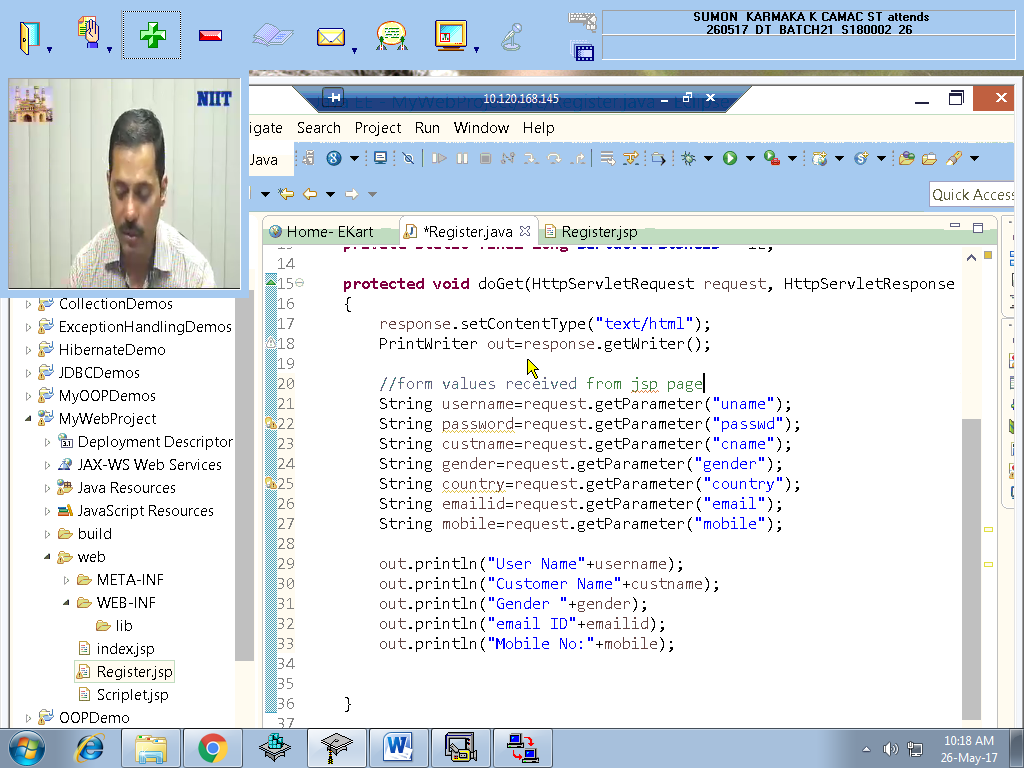 SUMON KARMAKA K CAMAC ST attends
260517_DT_BATCH21_S180002_26
NIIT
10.120.168.145
igate Search Project Run Window Help
Java
Quick Access
Home- EKart
*Register.java
Register.jsp
14
15 protected void doGet(HttpServletRequest request, HttpServletResponse
16 {
17 response.setContentType("text/html");
18 PrintWriter out=response.getWriter();
19
20 //form values received from jsp page
21 String username=request.getParameter("uname");
22 String password=request.getParameter("passwd");
23 String custname=request.getParameter("cname");
24 String gender=request.getParameter("gender");
25 String country=request.getParameter("country");
26 String emailid=request.getParameter("email");
27 String mobile=request.getParameter("mobile");
28
29 out.println("User Name"+username);
30 out.println("Customer Name"+custname);
31 out.println("Gender "+gender);
32 out.println("email ID"+emailid);
33 out.println("Mobile No:"+mobile);
34
35
36 }
37
CollectionDemos
ExceptionHandlingDemos
HibernateDemo
JDBCDemos
MyOOPDemos
MyWebProject
Deployment Descriptor
JAX-WS Web Services
Java Resources
JavaScript Resources
build
web
META-INF
WEB-INF
lib
index.jsp
Register.jsp
Scriplet.jsp
OOPDemo
10:18 AM
26-May-17